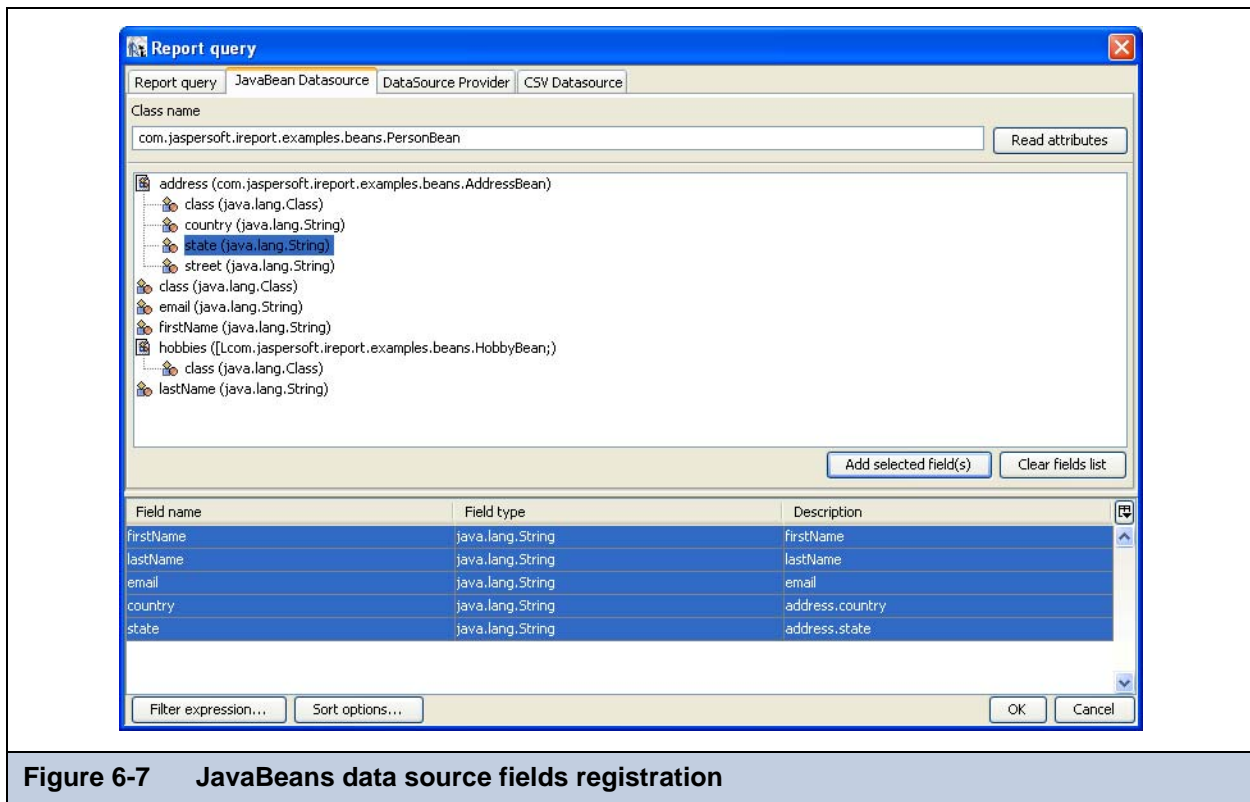 Report query
Report query JavaBean Datasource DataSource Provider CSV Datasource
Class name
com.jaspersoft.ireport.examples.beans.PersonBean Read attributes
address (com.jaspersoft.ireport.examples.beans.AddressBean)
class (java.lang.Class)
country (java.lang.String)
state (java.lang.String)
street (java.lang.String)
class (java.lang.Class)
email (java.lang.String)
firstName (java.lang.String)
hobbies ([Lcom.jaspersoft.ireport.examples.beans.HobbyBean;)
class (java.lang.Class)
lastName (java.lang.String)
Add selected field(s) Clear fields list
Field name Field type Description
firstName java.lang.String firstName
lastName java.lang.String lastName
email java.lang.String email
country java.lang.String address.country
state java.lang.String address.state
Filter expression... Sort options... OK Cancel
Figure 6-7 JavaBeans data source fields registration